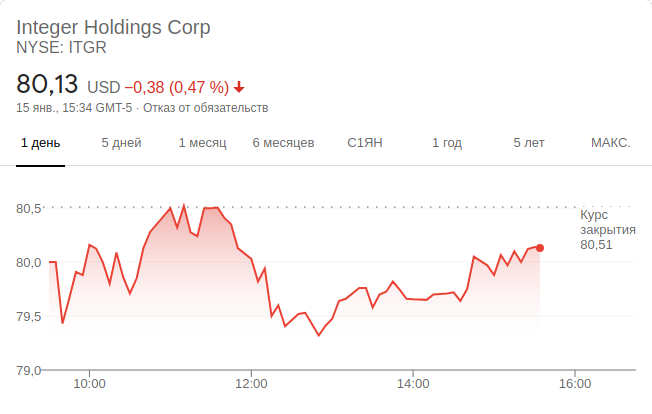 Integer Holdings Corp
NYSE: ITGR
80,13 USD −0,38 (0,47 %)
15 янв., 15:34 GMT-5 · Отказ от обязательств
1 день 5 дней 1 месяц 6 месяцев С1ЯН 1 год 5 лет МАКС.
80,5
Курс
закрытия
80,51
80,0
79,5
79,0
10:00 12:00 14:00 16:00